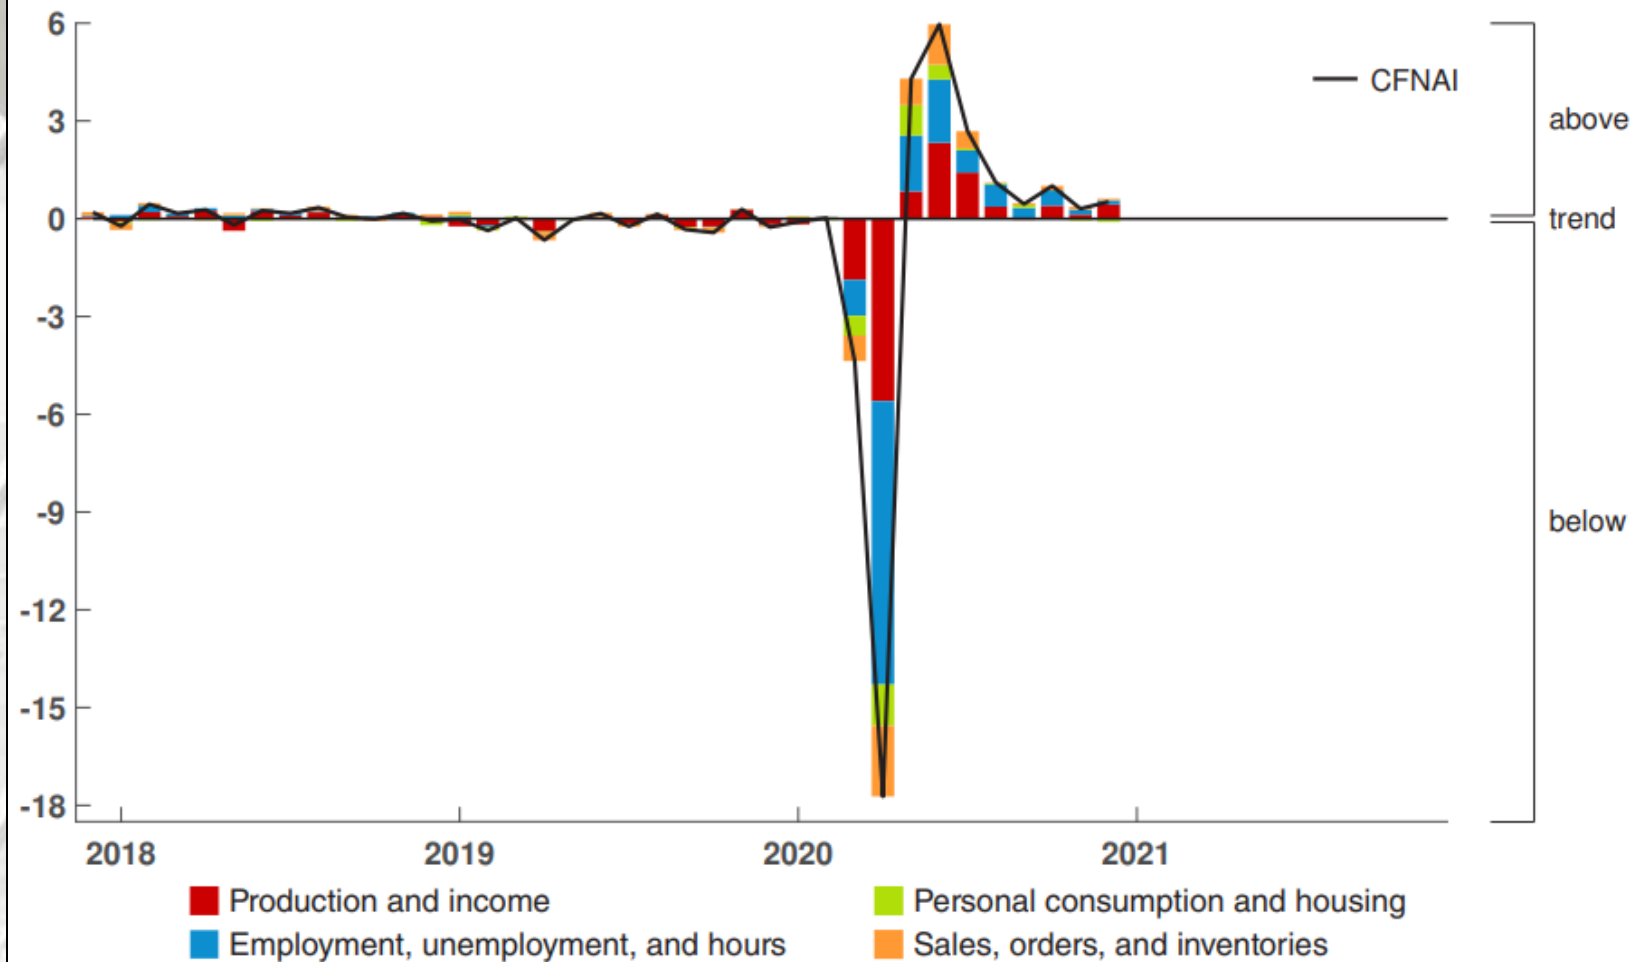 6
3
0
-3
-6
-9
-12
-15
-18
CFNAI
above
trend
below
2018 2019 2020 2021
Production and income
Personal consumption and housing
Employment, unemployment, and hours
Sales, orders, and inventories